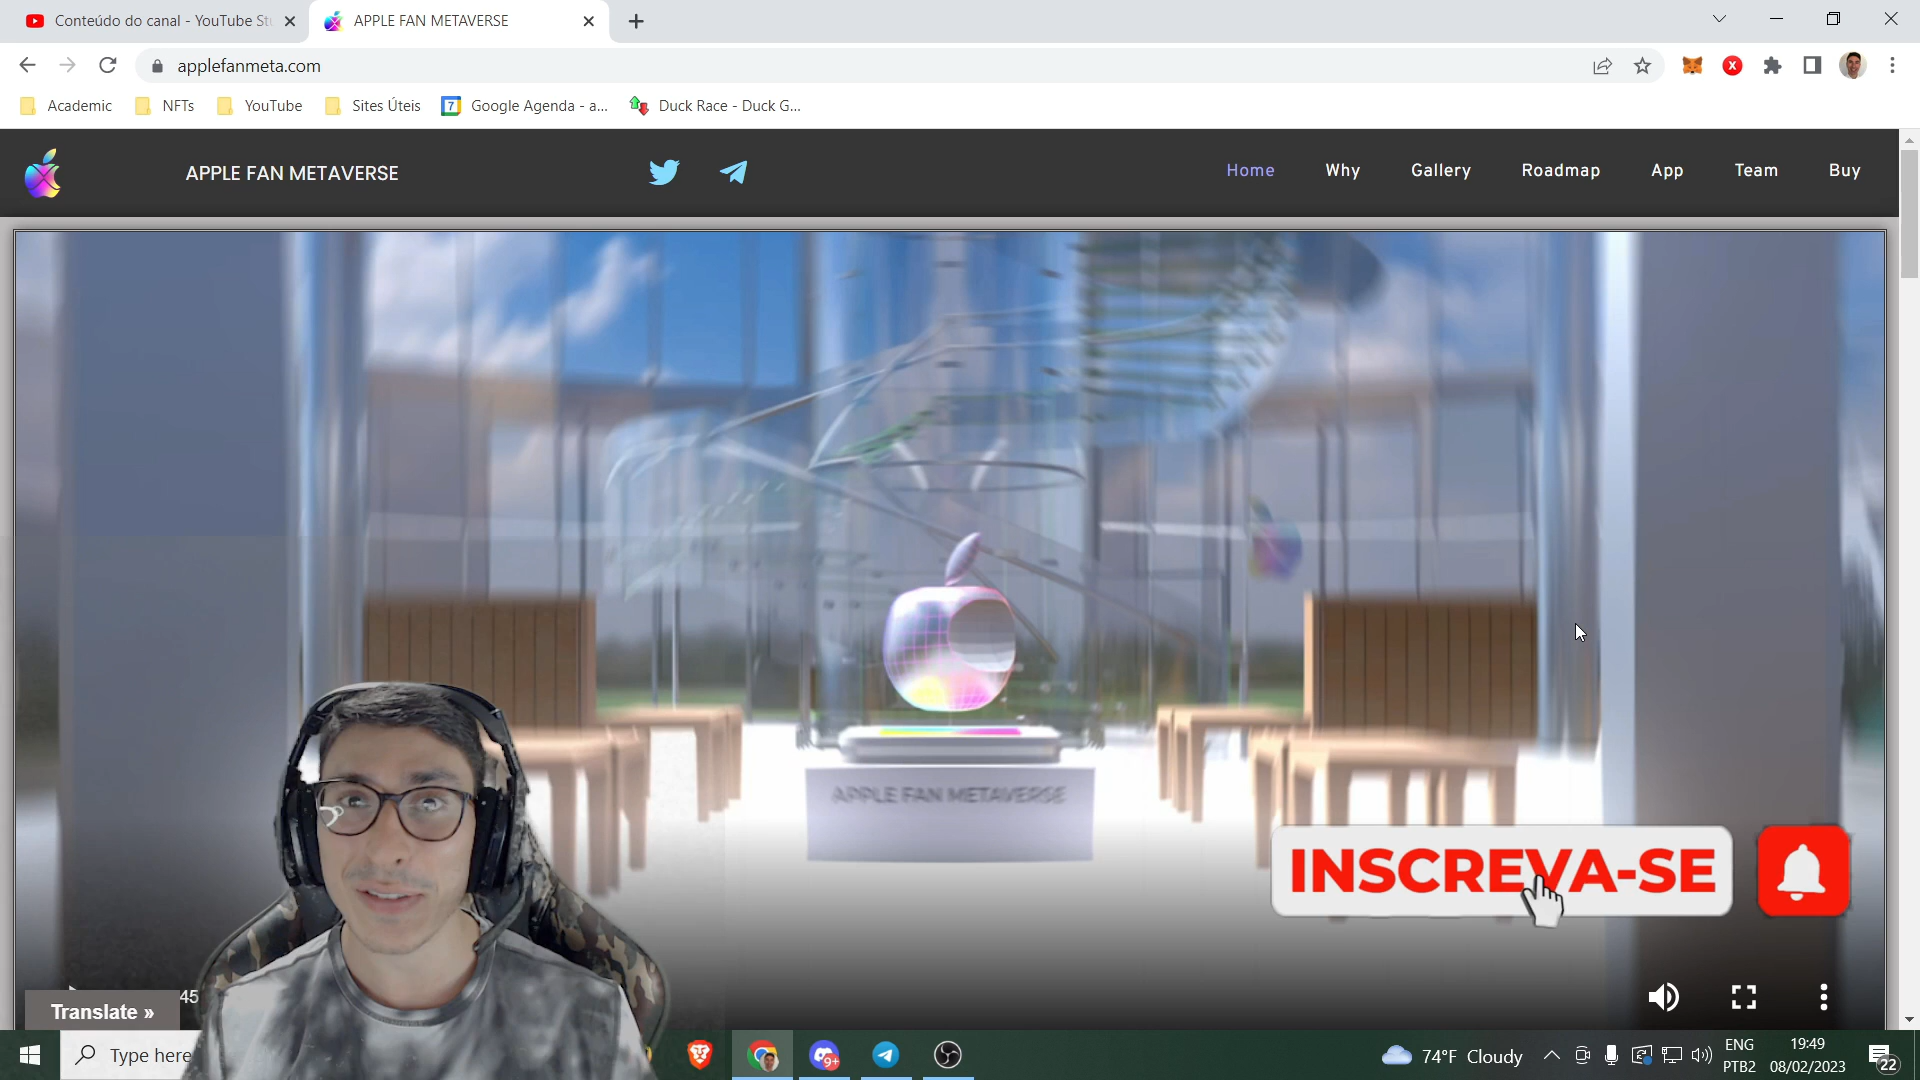 Conteúdo do canal - YouTube St
APPLE FAN METAVERSE
applefanmeta.com
Academic
NFTs
YouTube
Sites Úteis
7
Google Agenda - a...
Duck Race - Duck G...
APPLE FAN METAVERSE
Home
Why
Gallery
Roadmap
App
Team
Buy
APPLE FAN METAVERSE
INSCREVA-SE
45
Translate »
Type here
9+
74°F Cloudy
ENG
PTB2
19:49
08/02/2023
22